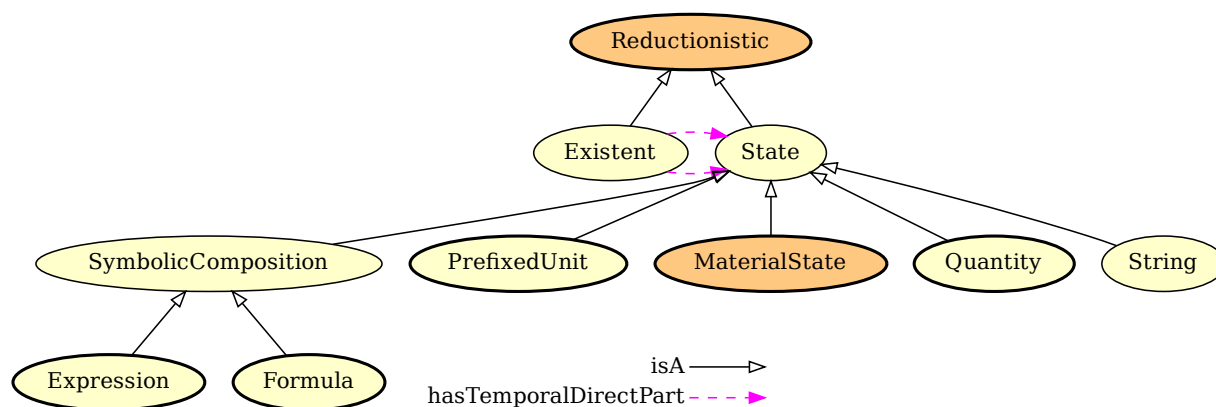 Reductionistic
Existent
State
SymbolicComposition
PrefixedUnit
MaterialState
Quantity
String
Expression
Formula
isA
hasTemporalDirectPart